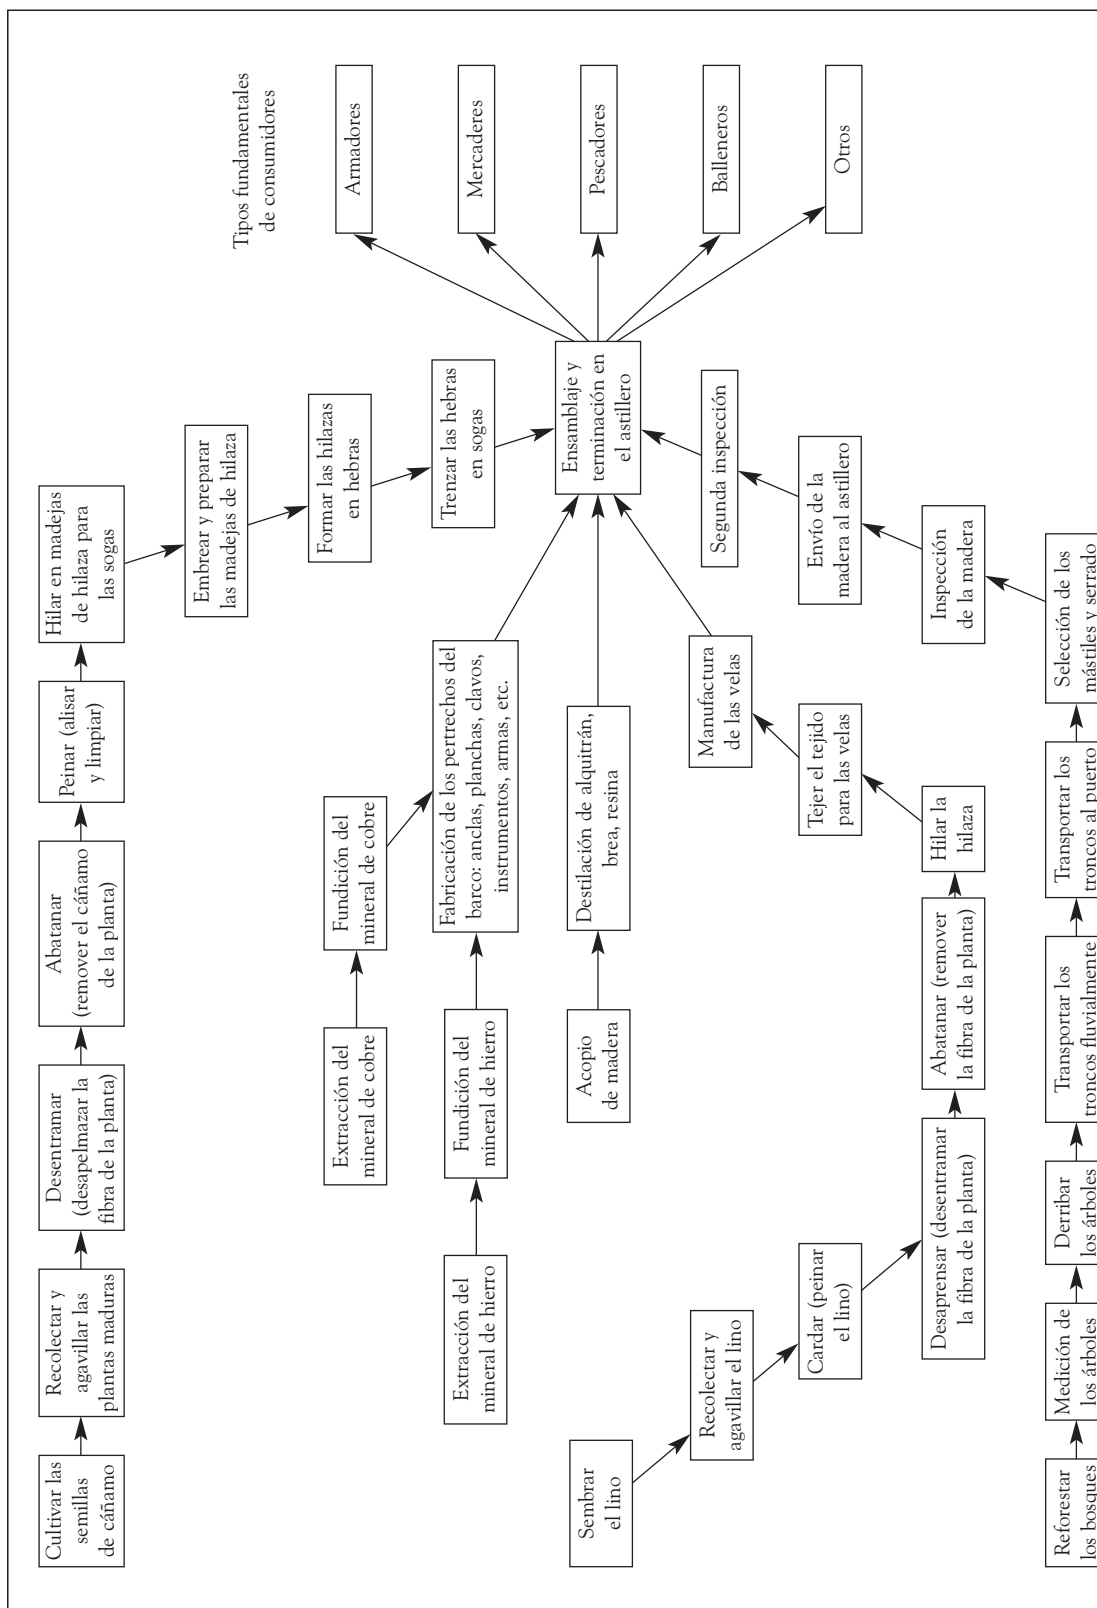 Cultivar las
semillas
de cáñamo
Recolectar y
agavillar las
plantas maduras
Desentramar
(desapelmazar la
fibra de la planta)
Abatanar
(remover el cáñamo
de la planta)
Peinar (alisar
y limpiar)
Hilar en madejas
de hilaza para
las sogas
Embrear y preparar
las madejas de hilaza
Formar las hilazas
en hebras
Trenzar las hebras
en sogas
Tipos fundamentales
de consumidores
Armadores
Mercaderes
Pescadores
Balleneros
Otros
Extracción del
mineral de cobre
Fundición del
mineral de cobre
Extracción del
mineral de hierro
Fundición del
mineral de hierro
Fabricación de los pertrechos del
barco: anclas, planchas, clavos,
instrumentos, armas, etc.
Ensamblaje y
terminación en
el astillero
Acopio
de madera
Destilación de alquitrán,
brea, resina
Sembrar
el lino
Recolectar y
agavillar el lino
Cardar (peinar
el lino)
Desaprensar (desentramar
la fibra de la planta)
Abatanar (remover
la fibra de la planta)
Hilar la
hilaza
Tejer el tejido
para las velas
Manufactura
de las velas
Reforestar
los bosques
Medición de
los árboles
Derribar
los árboles
Transportar los
troncos fluvialmente
Transportar los
troncos al puerto
Selección de los
mástiles y serrado
Inspección
de la madera
Envío de la
madera al astillero
Segunda inspección